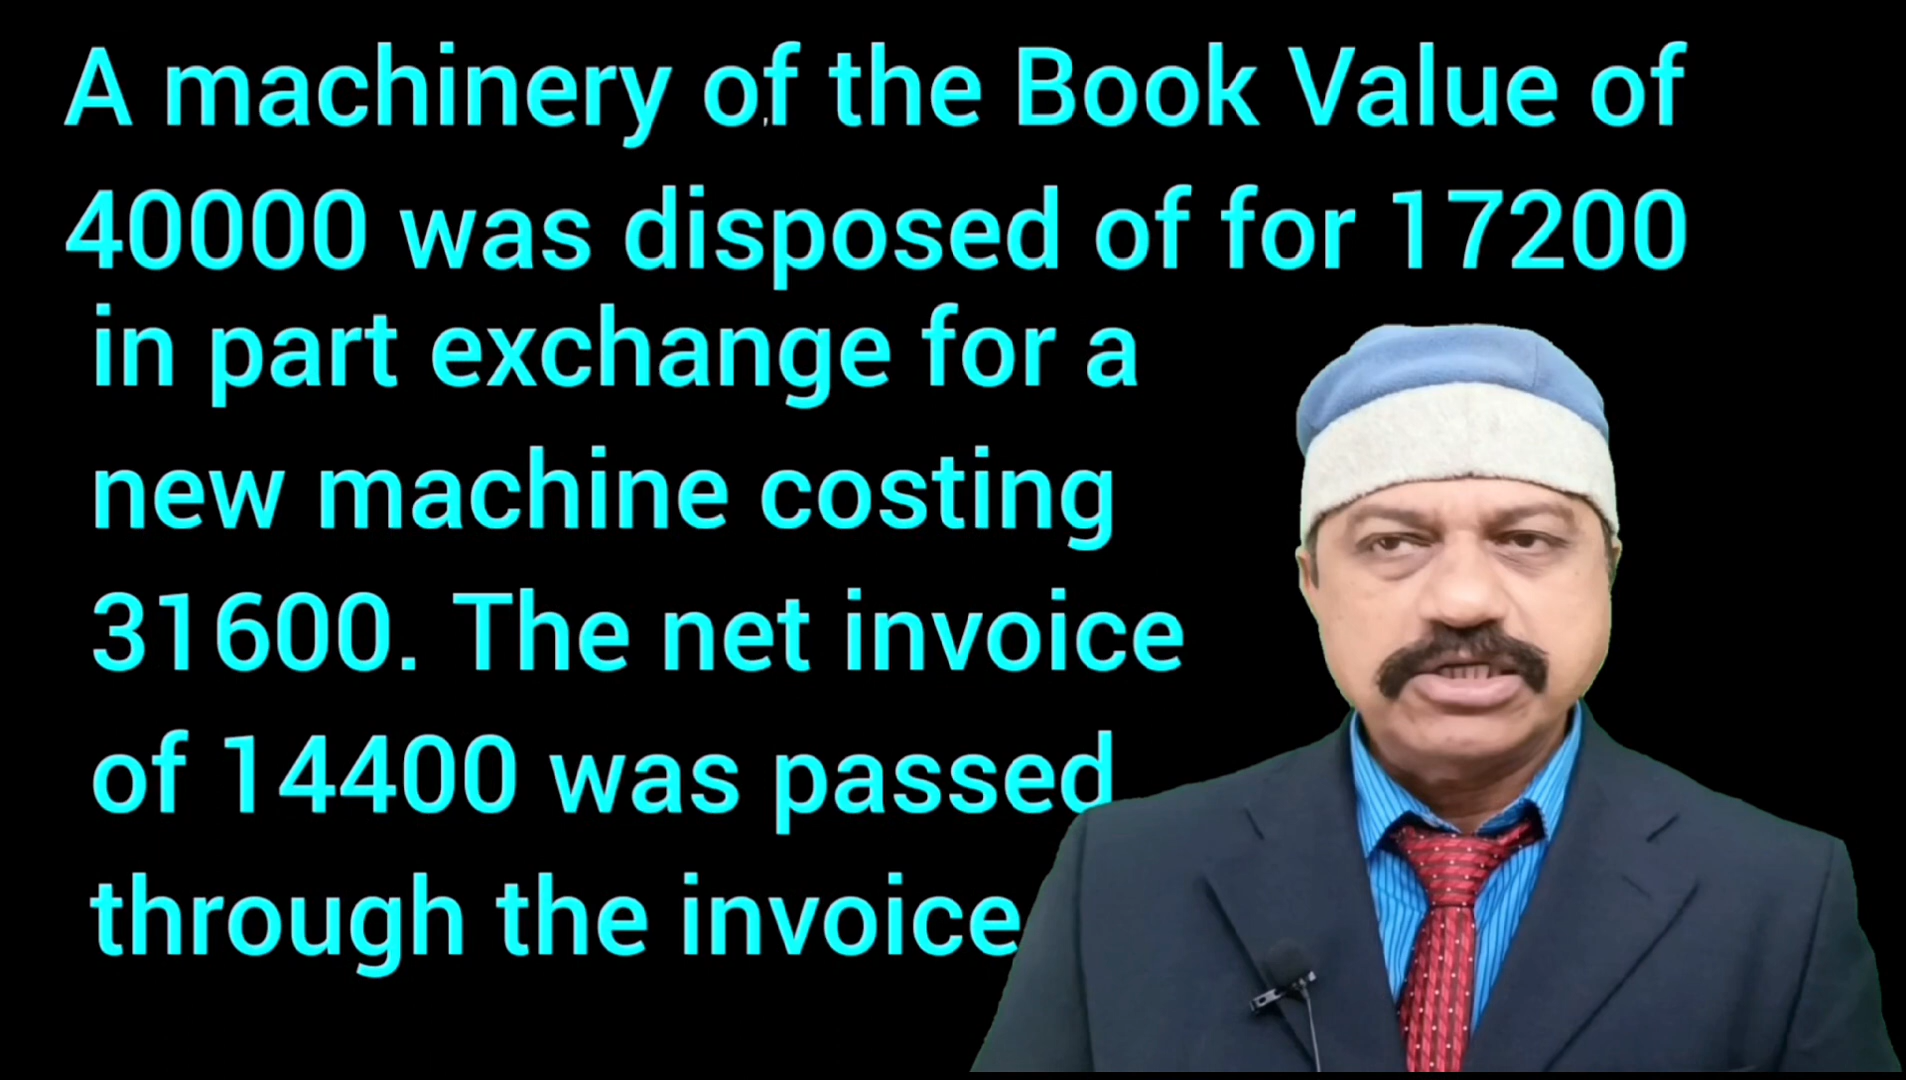 A machinery of the Book Value of
40000 was disposed of for 17200
in part exchange for a
new machine costing
31600. The net invoice
of 14400 was passed
through the invoice